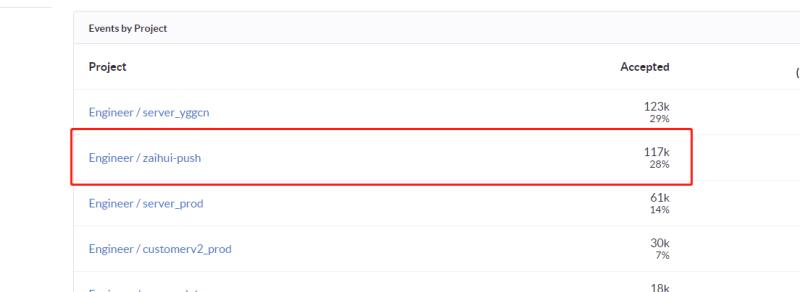 Events by Project
Project Accepted
(
Engineer / server_yggcn 123k
29%
Engineer / zaihui-push 117k
28%
Engineer / server_prod 61k
14%
Engineer / customerv2_prod 30k
7%
18k